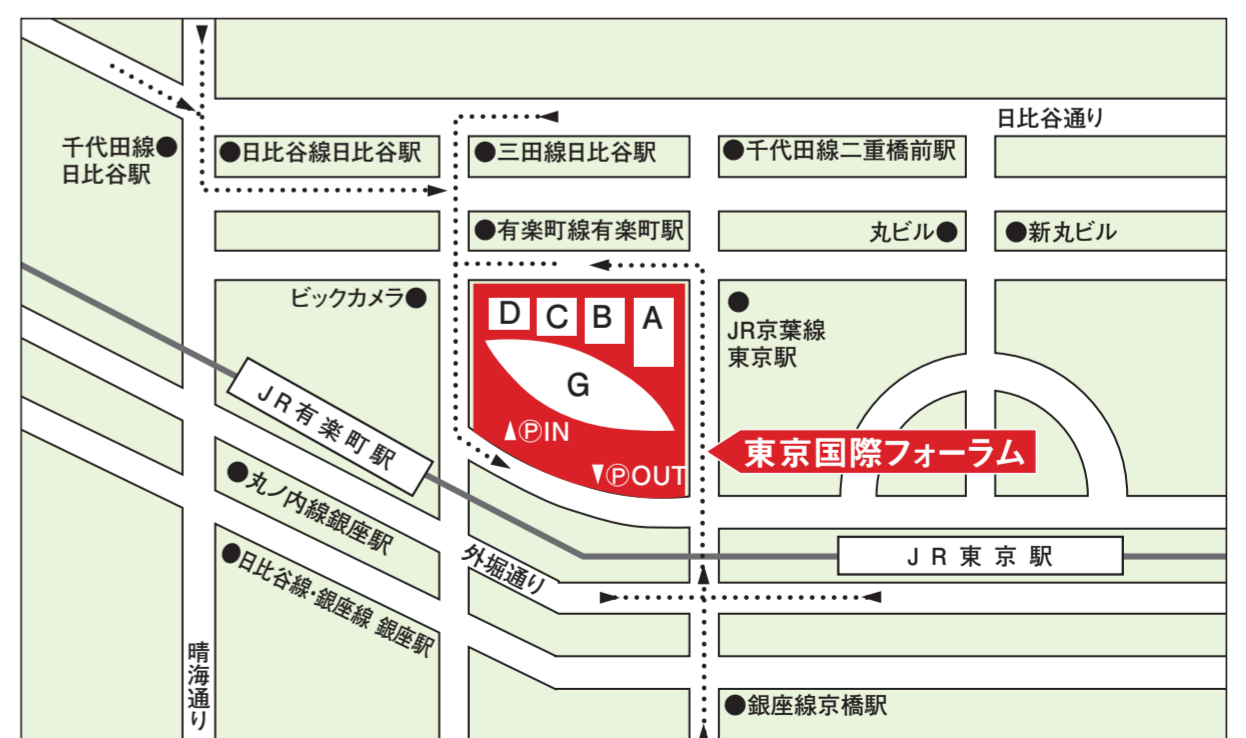 日比谷通り
千代田線●
日比谷駅
●日比谷線日比谷駅
●三田線日比谷駅
●千代田線二重橋前駅
●有楽町線有楽町駅
丸ビル●
●新丸ビル
ビックカメラ●
D
C
B
A
G
●
JR京葉線
東京駅
▲ⓅIN
▼ⓅOUT
東京国際フォーラム
JR有楽町駅
●丸ノ内線銀座駅
●日比谷線・銀座線 銀座駅
外堀通り
JR東京駅
晴海通り
●銀座線京橋駅